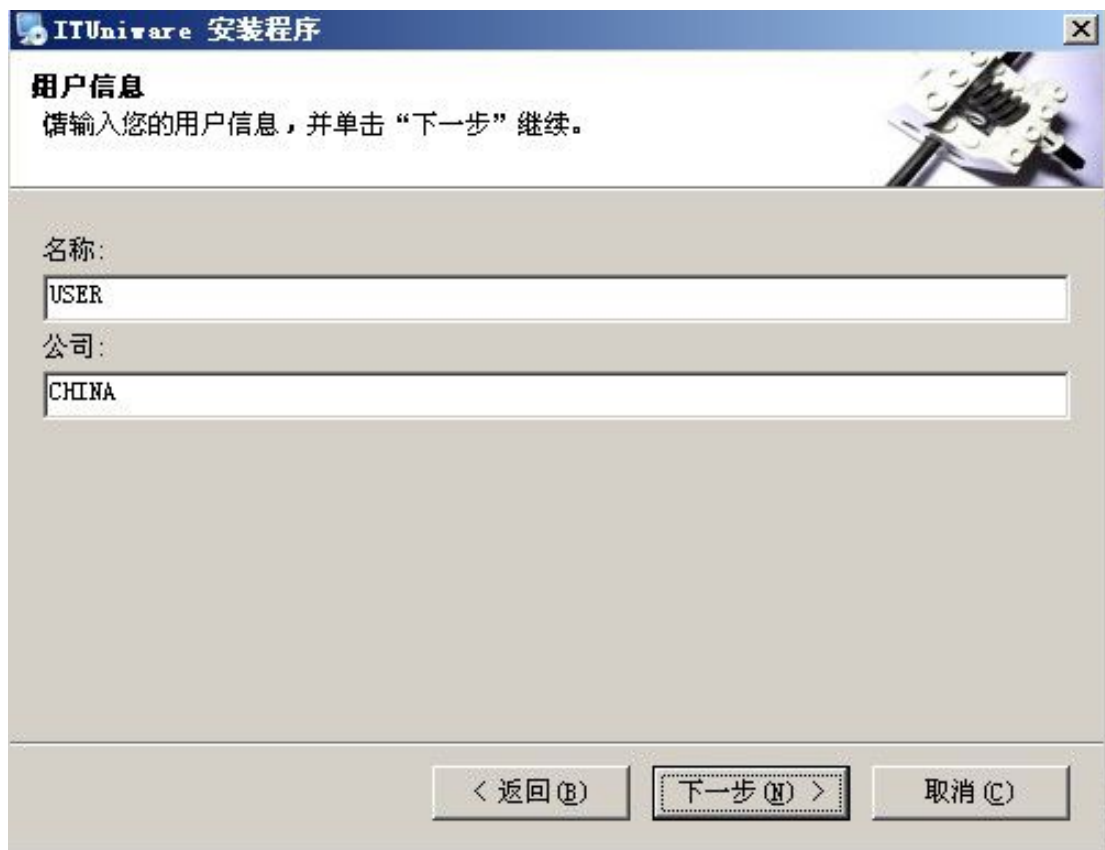 ITUniware 安装程序
用户信息
请输入您的用户信息，并单击“下一步”继续。
名称:
USER
公司:
CHINA
< 返回(B)
下一步(N) >
取消(C)